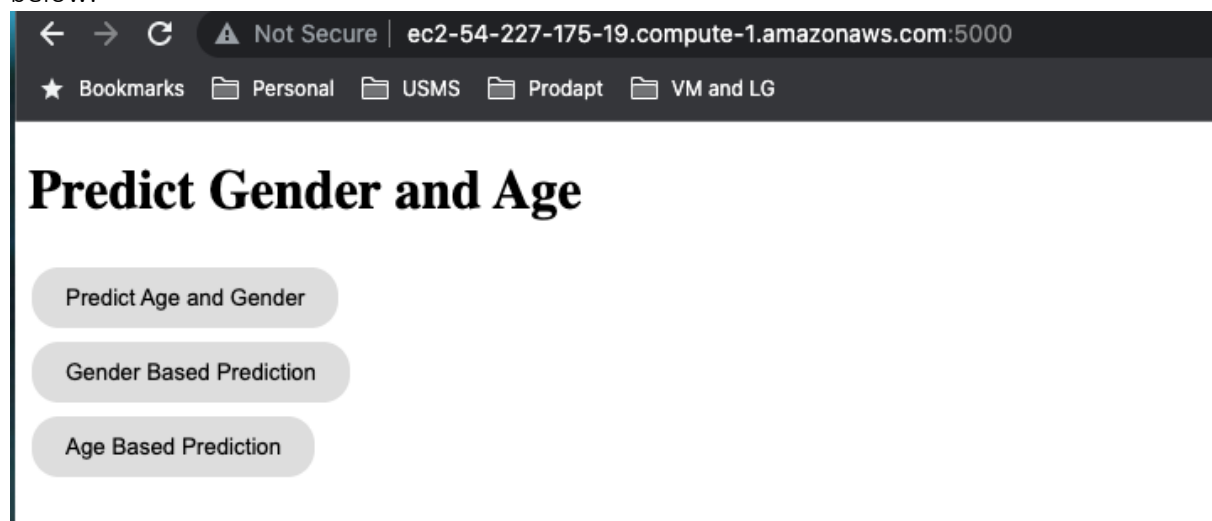 below:
Not Secure | ec2-54-227-175-19.compute-1.amazonaws.com:5000
Bookmarks Personal USMS Prodapt VM and LG
Predict Gender and Age
Predict Age and Gender
Gender Based Prediction
Age Based Prediction